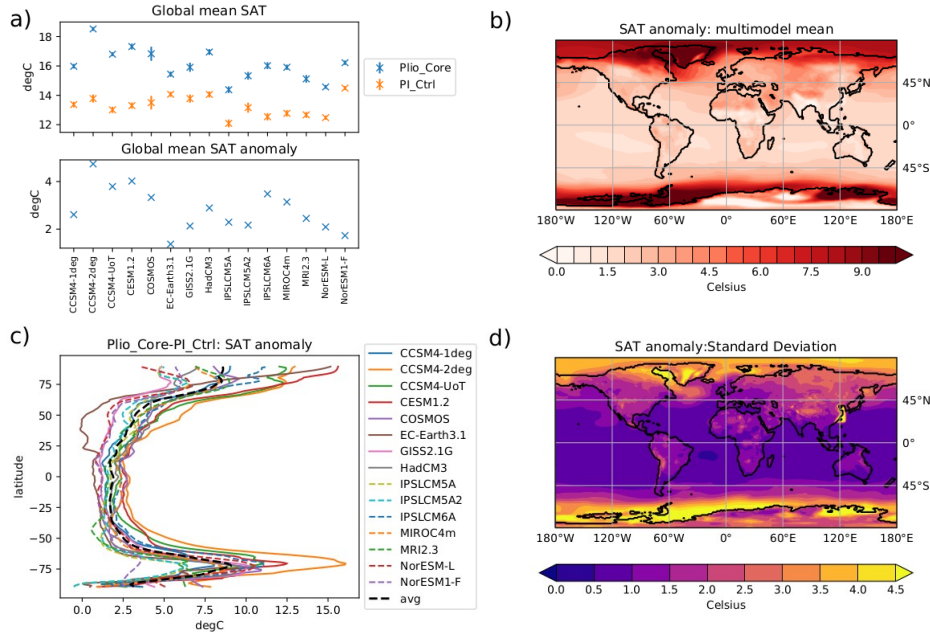 a)
Global mean SAT
degC
18
16
14
12
Plio_Core
PI_Ctrl
Global mean SAT anomaly
degC
4
2
CCSM4-1deg
CCSM4-2deg
CCSM4-UoT
CESM1.2
COSMOS
EC-Earth3.1
GISS2.1G
HadCM3
IPSLCM5A
IPSLCM5A2
IPSLCM6A
MIROC4m
MRI2.3
NorESM-L
NorESM1-F
b)
SAT anomaly: multimodel mean
45°N
0°
45°S
180°W 120°W 60°W 0° 60°E 120°E 180°E
0.0 1.5 3.0 4.5 6.0 7.5 9.0
Celsius
c)
Plio_Core-PI_Ctrl: SAT anomaly
latitude
75
50
25
0
−25
−50
−75
0.0 2.5 5.0 7.5 10.0 12.5 15.0
degC
CCSM4-1deg
CCSM4-2deg
CCSM4-UoT
CESM1.2
COSMOS
EC-Earth3.1
GISS2.1G
HadCM3
IPSLCM5A
IPSLCM5A2
IPSLCM6A
MIROC4m
MRI2.3
NorESM-L
NorESM1-F
avg
d)
SAT anomaly:Standard Deviation
45°N
0°
45°S
180°W 120°W 60°W 0° 60°E 120°E 180°E
0.0 0.5 1.0 1.5 2.0 2.5 3.0 3.5 4.0 4.5
Celsius